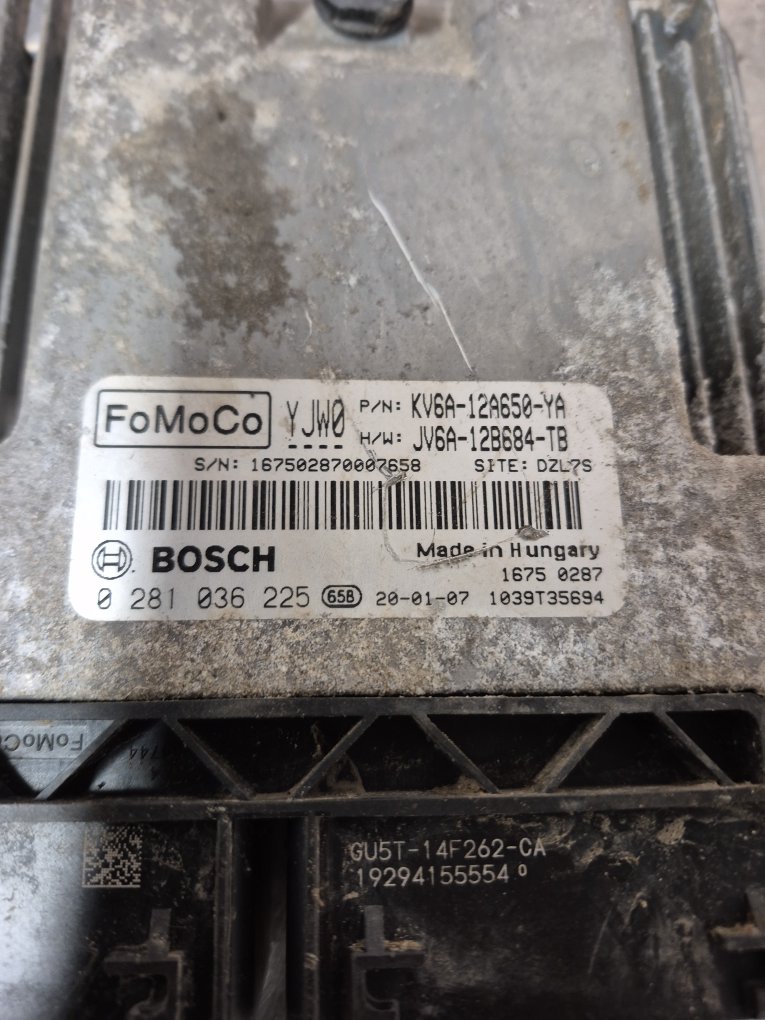 FoMoCo YJW0 P/N: KV6A-12A650-YA
H/W: JV6A-12B684-TB
S/N: 167502870007658 SITE: DZL7S
BOSCH Made in Hungary
1675 0287
0 281 036 225 65B 20-01-07 1039T35694
FoMoCo
GU5T-14F262-CA
19294155554